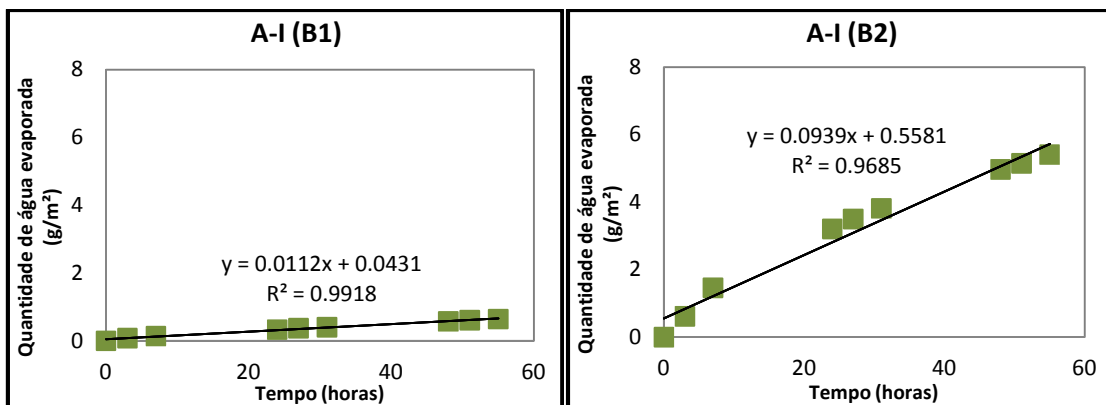 A-I (B1)
Quantidade de água evaporada
(g/m²)
8
6
4
2
0
y = 0.0112x + 0.0431
R² = 0.9918
0
20
40
60
Tempo (horas)
A-I (B2)
Quantidade de água evaporada
(g/m²)
8
6
4
2
0
y = 0.0939x + 0.5581
R² = 0.9685
0
20
40
60
Tempo (horas)